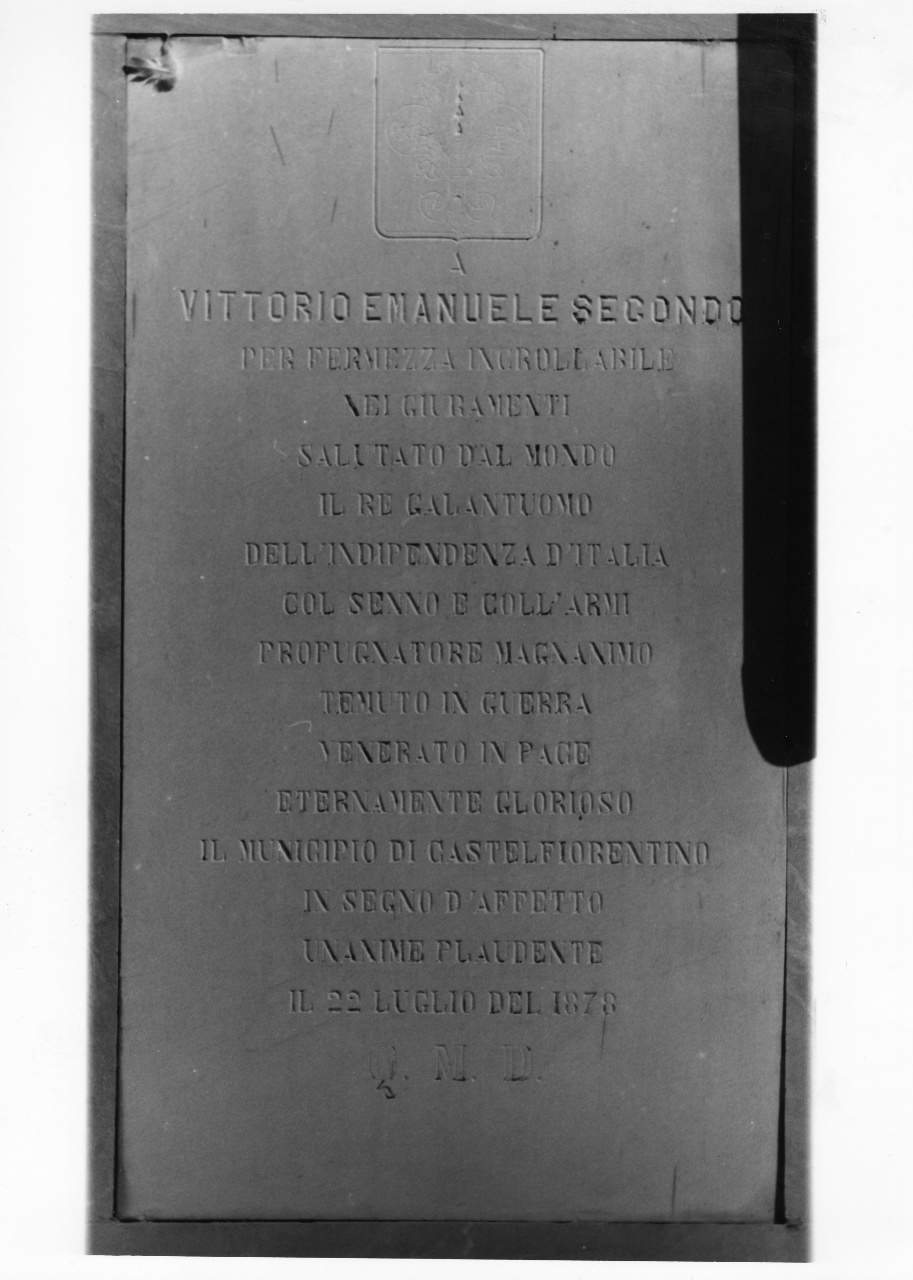 A
VITTORIO EMANUELE SECONDO
PER FERMEZZA INCROLLABILE
NEI GIURAMENTI
SALUTATO DAL MONDO
IL RE GALANTUOMO
DELL'INDIPENDENZA D'ITALIA
COL SENNO E COLL'ARMI
PROPUGNATORE MAGNANIMO
TEMUTO IN GUERRA
VENERATO IN PACE
ETERNAMENTE GLORIOSO
IL MUNICIPIO DI CASTELFIORENTINO
IN SEGNO D'AFFETTO
UNANIME PLAUDENTE
IL 22 LUGLIO DEL 1878
Q. M. D.